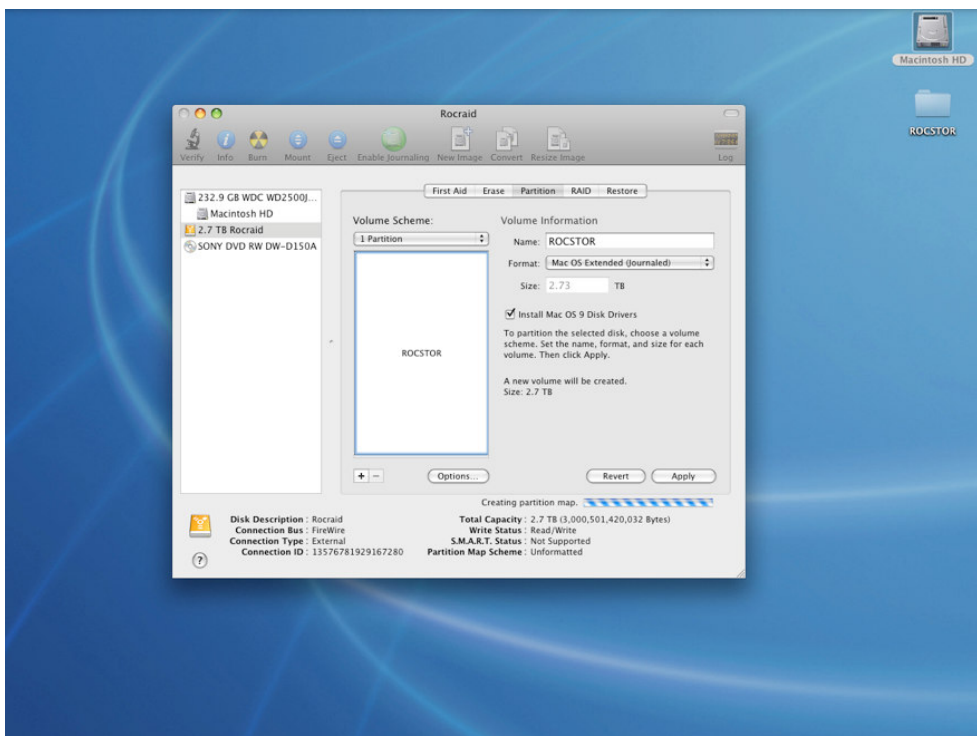 Macintosh HD
ROCSTOR
Rocraid
Verify Info Burn Mount Eject Enable Journaling New Image Convert Resize Image Log
232.9 GB WDC WD2500J...
Macintosh HD
2.7 TB Rocraid
SONY DVD RW DW-D150A
First Aid Erase Partition RAID Restore
Volume Scheme:
1 Partition
ROCSTOR
Volume Information
Name: ROCSTOR
Format: Mac OS Extended (Journaled)
Size: 2.73 TB
Install Mac OS 9 Disk Drivers
To partition the selected disk, choose a volume
scheme. Set the name, format, and size for each
volume. Then click Apply.
A new volume will be created.
Size: 2.7 TB
+ − Options... Revert Apply
Creating partition map.
Disk Description : Rocraid
Connection Bus : FireWire
Connection Type : External
Connection ID : 13576781929167280
Total Capacity : 2.7 TB (3,000,501,420,032 Bytes)
Write Status : Read/Write
S.M.A.R.T. Status : Not Supported
Partition Map Scheme : Unformatted
?